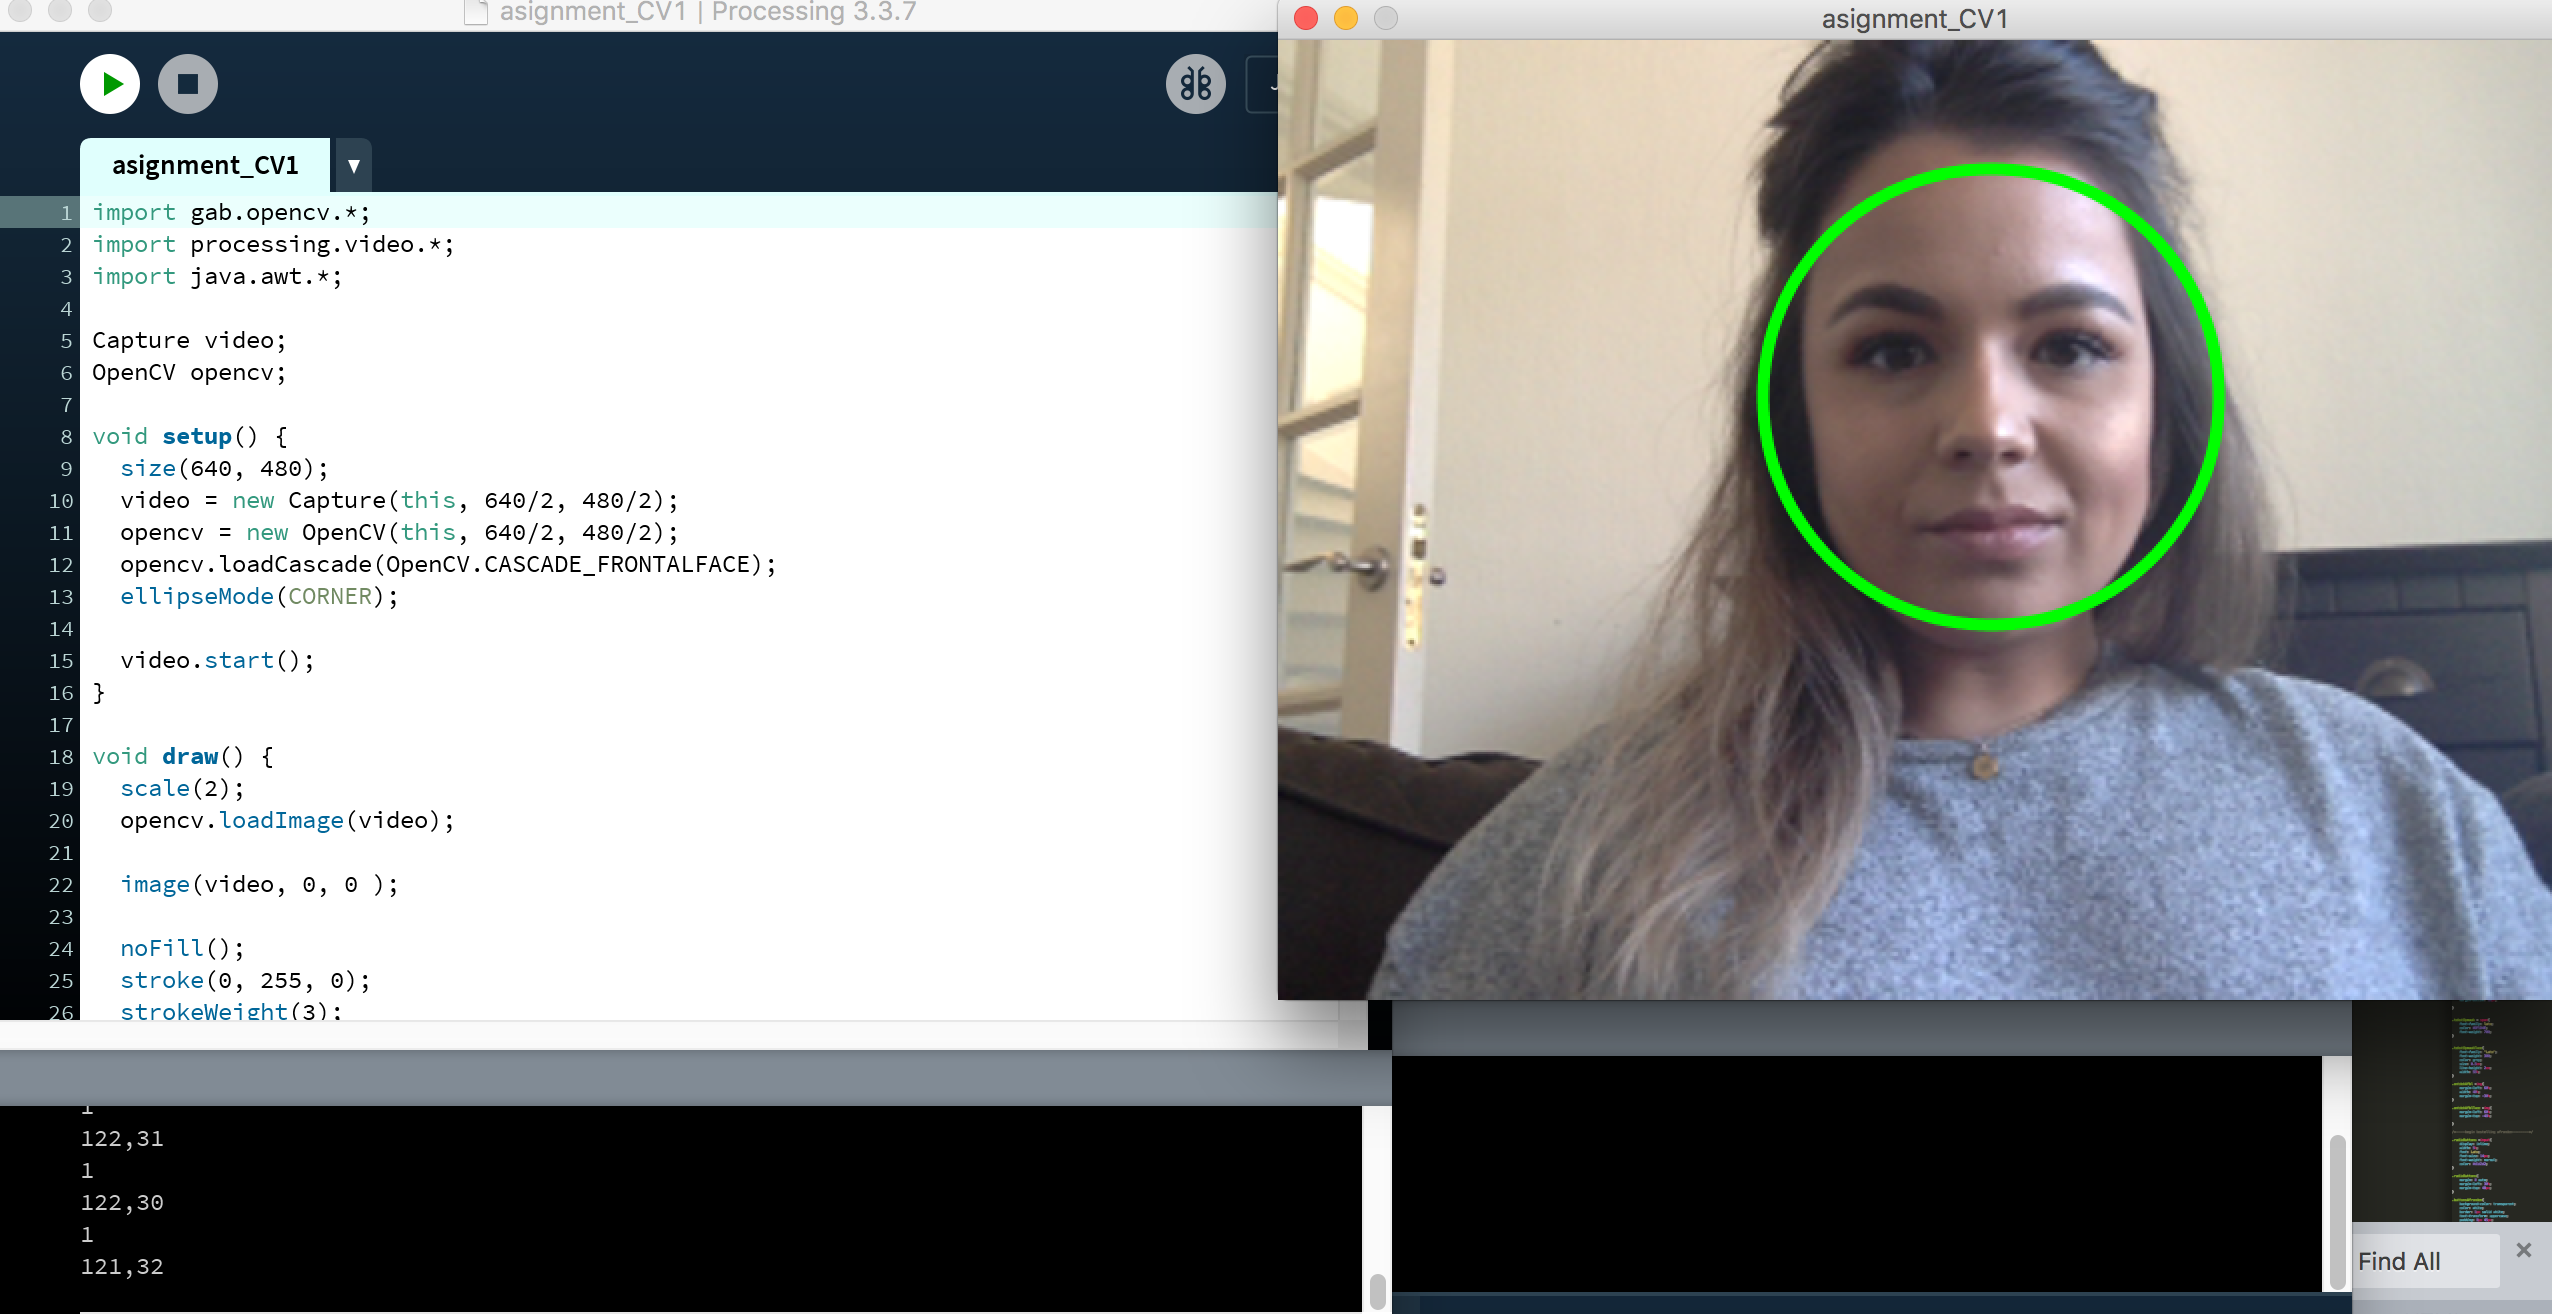 asignment_CV1 | Processing 3.3.7
asignment_CV1
asignment_CV1
1 import gab.opencv.*;
2 import processing.video.*;
3 import java.awt.*;
4
5 Capture video;
6 OpenCV opencv;
7
8 void setup() {
9 size(640, 480);
10 video = new Capture(this, 640/2, 480/2);
11 opencv = new OpenCV(this, 640/2, 480/2);
12 opencv.loadCascade(OpenCV.CASCADE_FRONTALFACE);
13 ellipseMode(CORNER);
14
15 video.start();
16 }
17
18 void draw() {
19 scale(2);
20 opencv.loadImage(video);
21
22 image(video, 0, 0 );
23
24 noFill();
25 stroke(0, 255, 0);
26 strokeWeight(3);
1
122,31
1
122,30
1
121,32
Find All